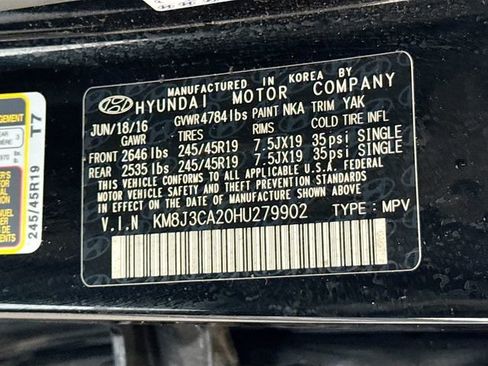 MANUFACTURED IN KOREA BY
HYUNDAI MOTOR COMPANY
JUN/18/16 GVWR 4784 lbs PAINT NKA TRIM YAK
GAWR TIRES RIMS COLD TIRE INFL
FRONT 2646 lbs 245/45R19 7.5JX19 35psi SINGLE
REAR 2535 lbs 245/45R19 7.5JX19 35psi SINGLE
THIS VEHICLE CONFORMS TO ALL APPLICABLE U.S.A. FEDERAL
MOTOR VEHICLE SAFETY AND THEFT PREVENTION STANDARDS
IN EFFECT ON THE DATE OF MANUFACTURE SHOWN ABOVE.
V.I.N KM8J3CA20HU279902 TYPE : MPV
T7
245/45R19